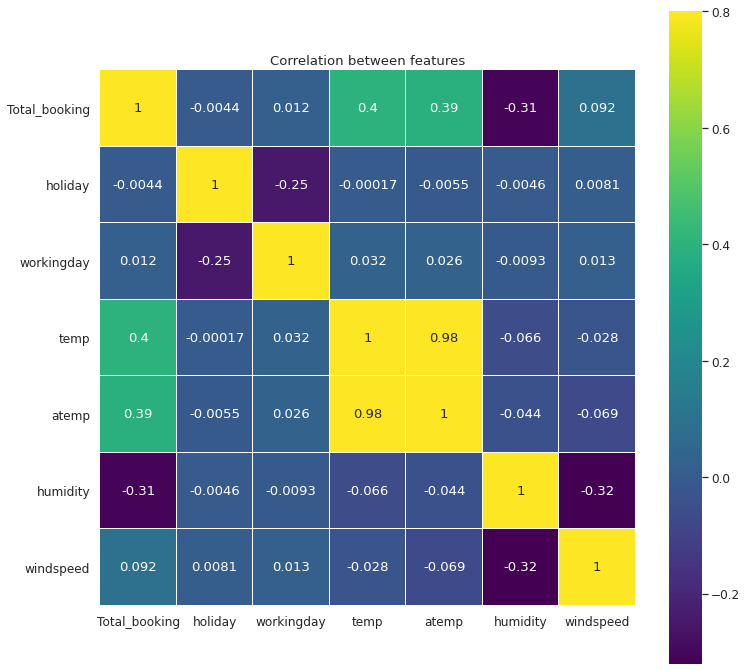 Correlation between features
Total_booking 1 -0.0044 0.012 0.4 0.39 -0.31 0.092
holiday -0.0044 1 -0.25 -0.00017 -0.0055 -0.0046 0.0081
workingday 0.012 -0.25 1 0.032 0.026 -0.0093 0.013
temp 0.4 -0.00017 0.032 1 0.98 -0.066 -0.028
atemp 0.39 -0.0055 0.026 0.98 1 -0.044 -0.069
humidity -0.31 -0.0046 -0.0093 -0.066 -0.044 1 -0.32
windspeed 0.092 0.0081 0.013 -0.028 -0.069 -0.32 1
Total_booking holiday workingday temp atemp humidity windspeed
0.8
0.6
0.4
0.2
0.0
−0.2